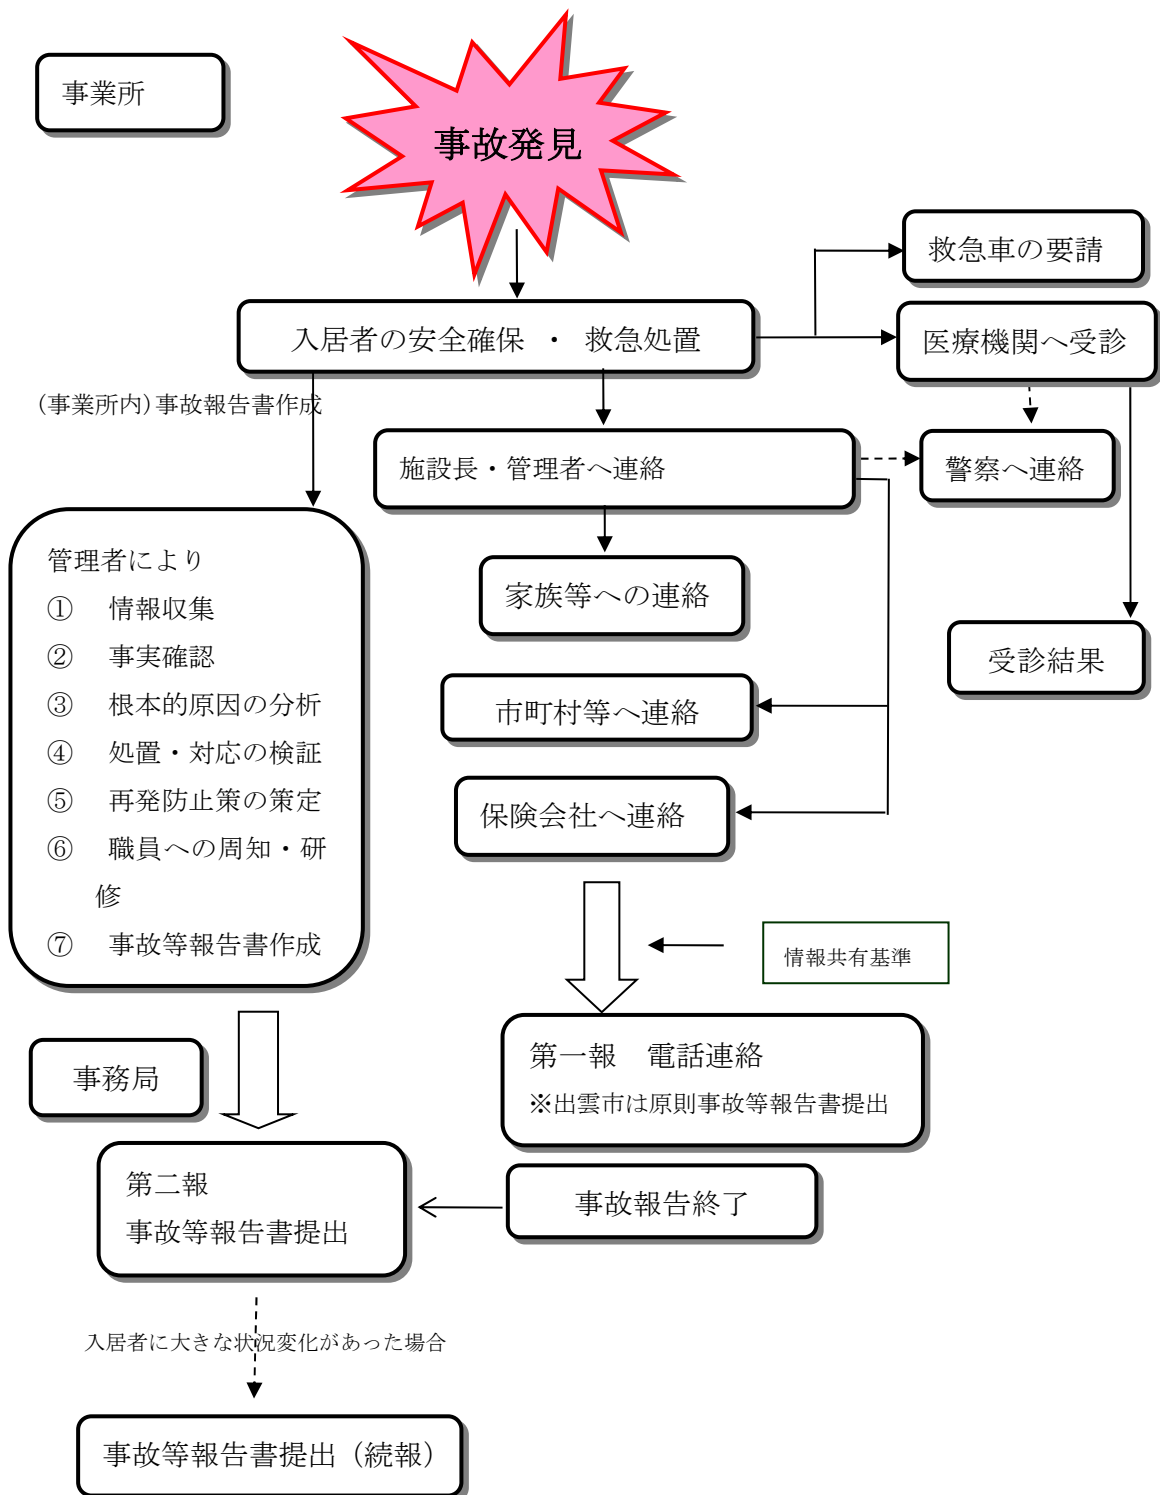 事業所
事故発見
救急車の要請
入居者の安全確保 ・ 救急処置
医療機関へ受診
(事業所内)事故報告書作成
施設長・管理者へ連絡
警察へ連絡
管理者により
① 情報収集
② 事実確認
③ 根本的原因の分析
④ 処置・対応の検証
⑤ 再発防止策の策定
⑥ 職員への周知・研
修
⑦ 事故等報告書作成
家族等への連絡
受診結果
市町村等へ連絡
保険会社へ連絡
情報共有基準
第一報 電話連絡
※出雲市は原則事故等報告書提出
事務局
第二報
事故等報告書提出
事故報告終了
入居者に大きな状況変化があった場合
事故等報告書提出（続報）